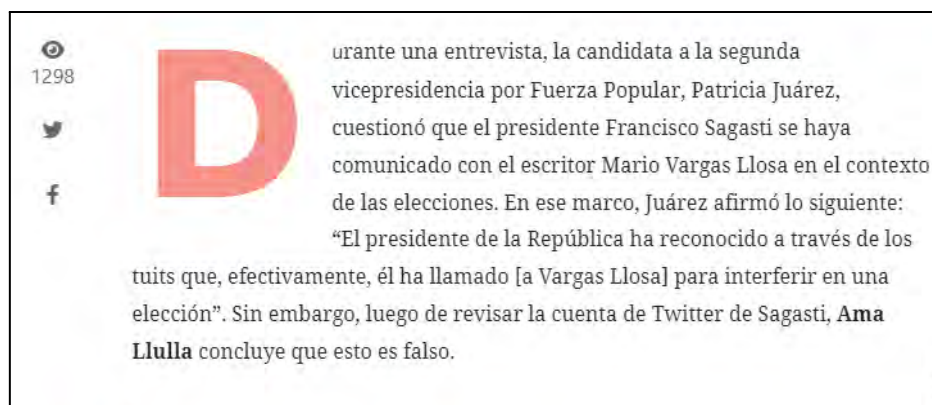 1298
Durante una entrevista, la candidata a la segunda
vicepresidencia por Fuerza Popular, Patricia Juárez,
cuestionó que el presidente Francisco Sagasti se haya
comunicado con el escritor Mario Vargas Llosa en el contexto
de las elecciones. En ese marco, Juárez afirmó lo siguiente:
“El presidente de la República ha reconocido a través de los
tuits que, efectivamente, él ha llamado [a Vargas Llosa] para interferir en una
elección”. Sin embargo, luego de revisar la cuenta de Twitter de Sagasti, Ama
Llulla concluye que esto es falso.